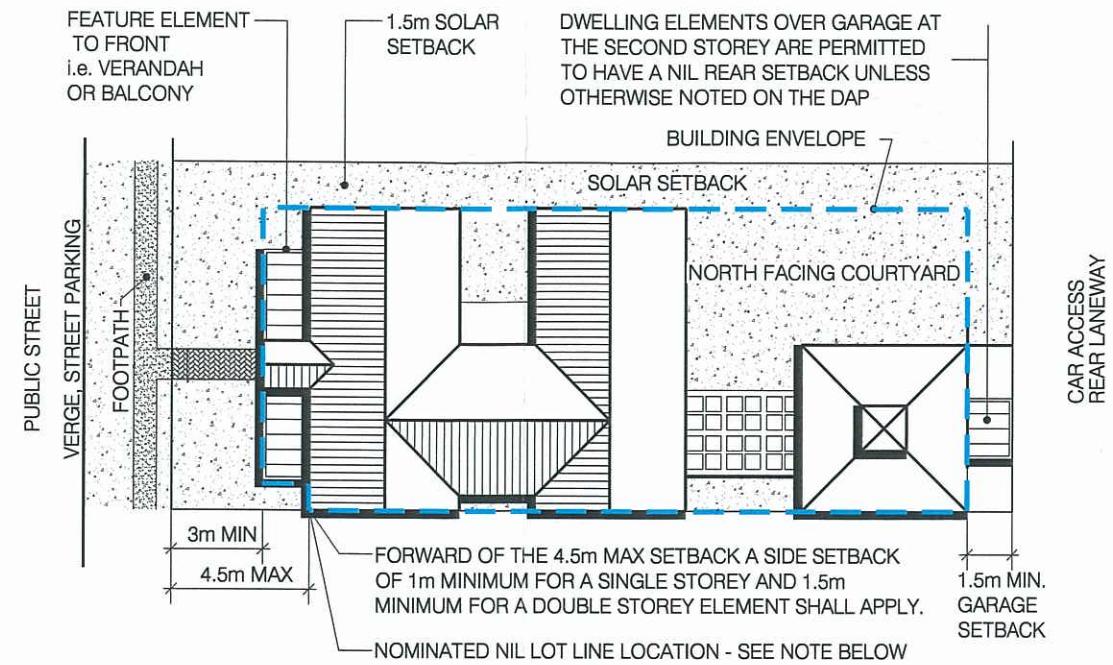 FEATURE ELEMENT
TO FRONT
i.e. VERANDAH
OR BALCONY
1.5m SOLAR
SETBACK
DWELLING ELEMENTS OVER GARAGE AT
THE SECOND STOREY ARE PERMITTED
TO HAVE A NIL REAR SETBACK UNLESS
OTHERWISE NOTED ON THE DAP
BUILDING ENVELOPE
SOLAR SETBACK
NORTH FACING COURTYARD
PUBLIC STREET
VERGE, STREET PARKING
FOOTPATH
CAR ACCESS
REAR LANEWAY
3m MIN
4.5m MAX
FORWARD OF THE 4.5m MAX SETBACK A SIDE SETBACK
OF 1m MINIMUM FOR A SINGLE STOREY AND 1.5m
MINIMUM FOR A DOUBLE STOREY ELEMENT SHALL APPLY.
1.5m MIN.
GARAGE
SETBACK
NOMINATED NIL LOT LINE LOCATION - SEE NOTE BELOW